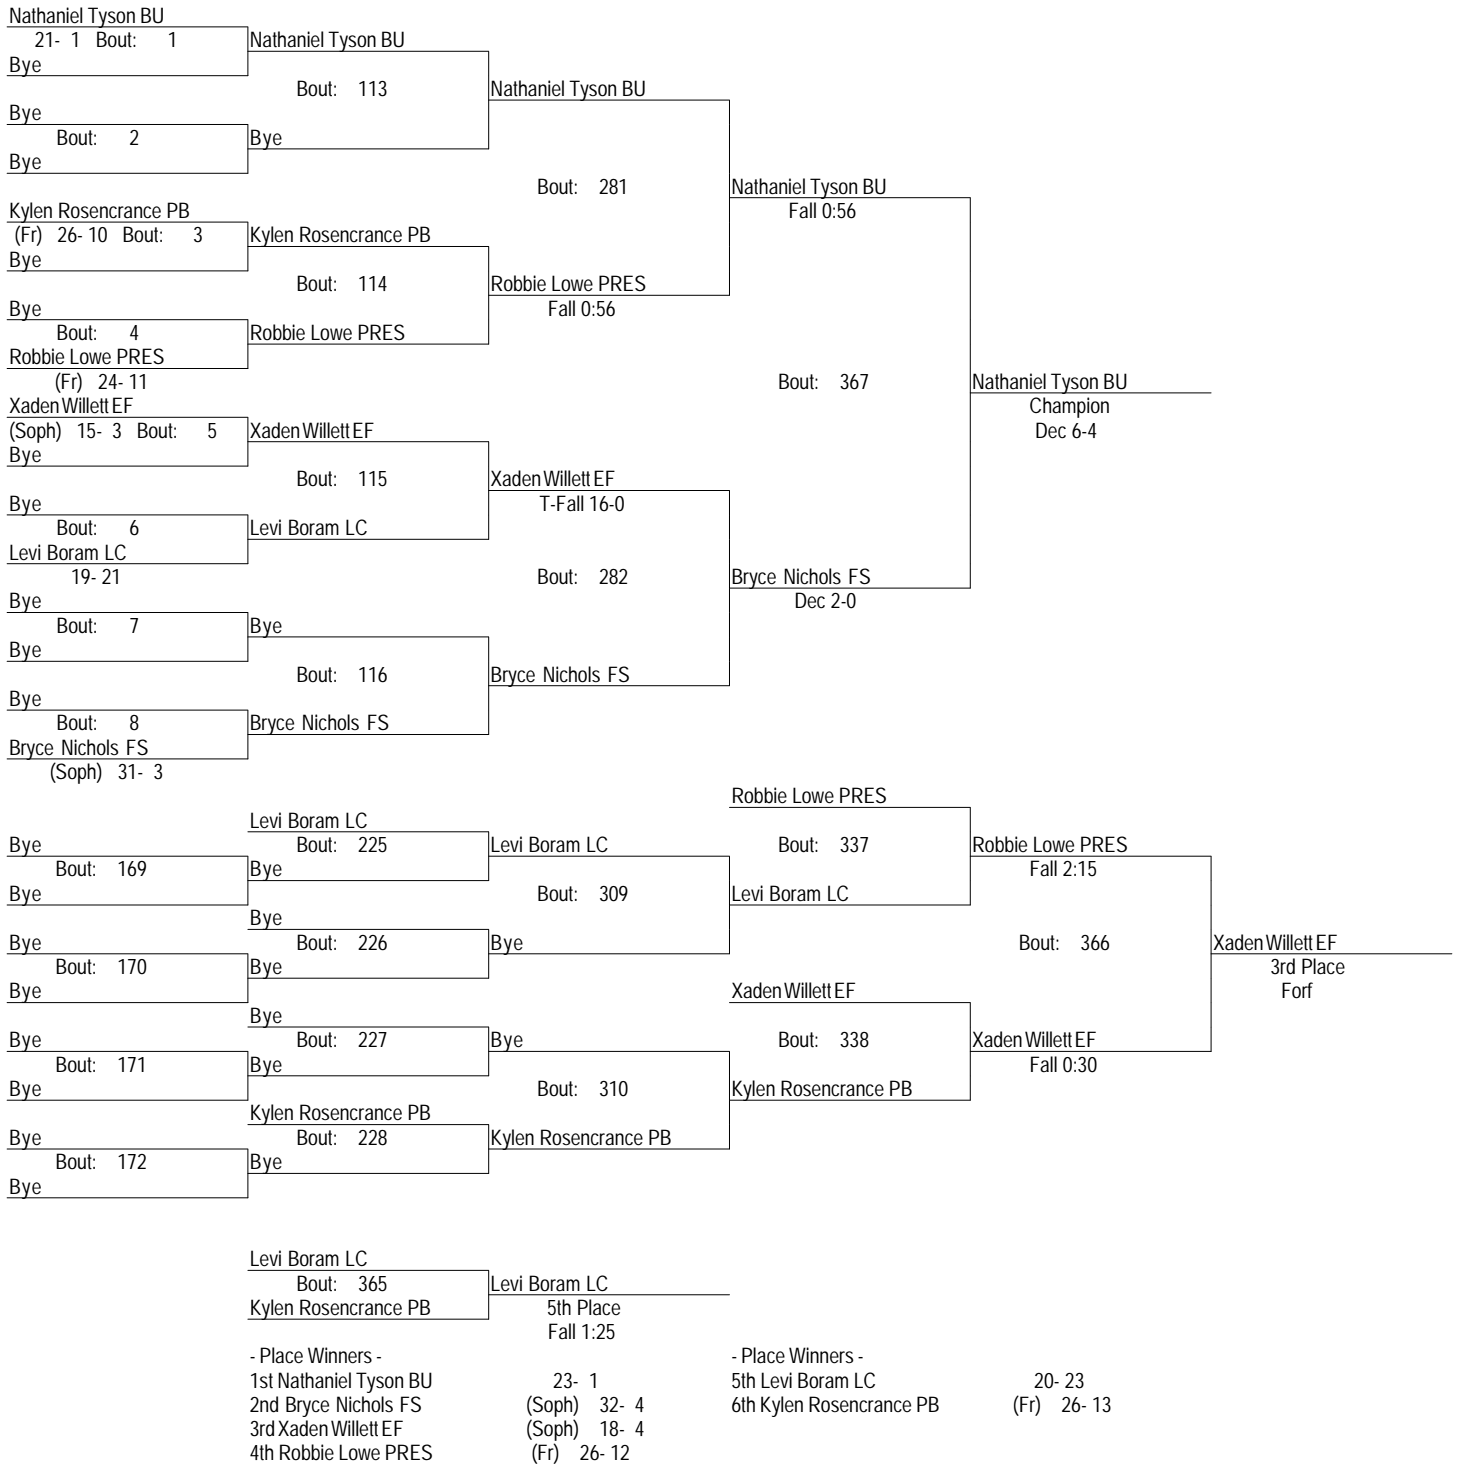 Nathaniel Tyson BU
21- 1 Bout: 1
Nathaniel Tyson BU
Bye
Bout: 113
Nathaniel Tyson BU
Bye
Bout: 2
Bye
Bye
Bout: 281
Nathaniel Tyson BU
Fall 0:56
Kylen Rosencrance PB
(Fr) 26- 10 Bout: 3
Kylen Rosencrance PB
Bye
Bout: 114
Robbie Lowe PRES
Fall 0:56
Bye
Bout: 4
Robbie Lowe PRES
Robbie Lowe PRES
(Fr) 24- 11
Bout: 367
Nathaniel Tyson BU
Champion
Dec 6-4
Xaden Willett EF
(Soph) 15- 3 Bout: 5
Xaden Willett EF
Bye
Bout: 115
Xaden Willett EF
T-Fall 16-0
Bye
Bout: 6
Levi Boram LC
Levi Boram LC
19- 21
Bout: 282
Bryce Nichols FS
Dec 2-0
Bye
Bout: 7
Bye
Bye
Bout: 116
Bryce Nichols FS
Bye
Bout: 8
Bryce Nichols FS
Bryce Nichols FS
(Soph) 31- 3
Robbie Lowe PRES
Levi Boram LC
Bye
Bout: 225
Levi Boram LC
Bout: 337
Robbie Lowe PRES
Bout: 169
Bye
Fall 2:15
Bye
Bout: 309
Levi Boram LC
Bye
Bye
Bout: 226
Bye
Bout: 366
Xaden Willett EF
Bout: 170
Bye
3rd Place
Bye
Xaden Willett EF
Forf
Bye
Bye
Bout: 227
Bye
Bout: 338
Xaden Willett EF
Bout: 171
Bye
Fall 0:30
Bye
Bout: 310
Kylen Rosencrance PB
Kylen Rosencrance PB
Bye
Bout: 228
Kylen Rosencrance PB
Bout: 172
Bye
Bye
Levi Boram LC
Bout: 365
Levi Boram LC
Kylen Rosencrance PB
5th Place
Fall 1:25
- Place Winners -
1st Nathaniel Tyson BU 23- 1
2nd Bryce Nichols FS (Soph) 32- 4
3rd Xaden Willett EF (Soph) 18- 4
4th Robbie Lowe PRES (Fr) 26- 12
- Place Winners -
5th Levi Boram LC 20- 23
6th Kylen Rosencrance PB (Fr) 26- 13